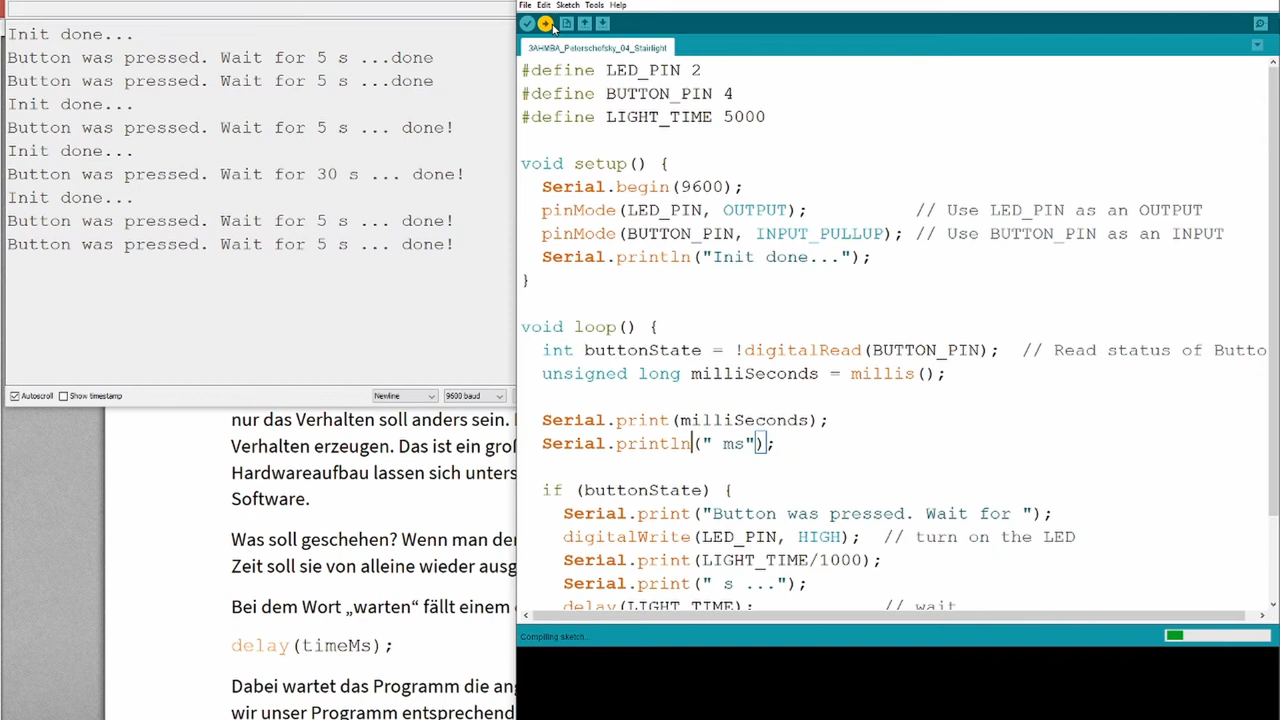 Init done...
Button was pressed. Wait for 5 s ...done
Button was pressed. Wait for 5 s ...done
Init done...
Button was pressed. Wait for 5 s ... done!
Init done...
Button was pressed. Wait for 30 s ... done!
Init done...
Button was pressed. Wait for 5 s ... done!
Button was pressed. Wait for 5 s ... done!
Autoscroll Show timestamp Newline 9600 baud
nur das Verhalten soll anders sein.
Verhalten erzeugen. Das ist ein
Hardwareaufbau lassen sich
Software.
Was soll geschehen? Wenn man
Zeit soll sie von alleine wieder
Bei dem Wort „warten“ fällt einem
delay(timeMs);
Dabei wartet das Programm die
wir unser Programm entsprechend
File Edit Sketch Tools Help
3AHMBA_Peterschofsky_04_Stairlight
#define LED_PIN 2
#define BUTTON_PIN 4
#define LIGHT_TIME 5000
void setup() {
Serial.begin(9600);
pinMode(LED_PIN, OUTPUT); // Use LED_PIN as an OUTPUT
pinMode(BUTTON_PIN, INPUT_PULLUP); // Use BUTTON_PIN as an INPUT
Serial.println("Init done...");
}
void loop() {
int buttonState = !digitalRead(BUTTON_PIN); // Read status of Butto
unsigned long milliSeconds = millis();
Serial.print(milliSeconds);
Serial.println(" ms");
if (buttonState) {
Serial.print("Button was pressed. Wait for ");
digitalWrite(LED_PIN, HIGH); // turn on the LED
Serial.print(LIGHT_TIME/1000);
Serial.print(" s ...");
delay(LIGHT_TIME); // wait
Compiling sketch...